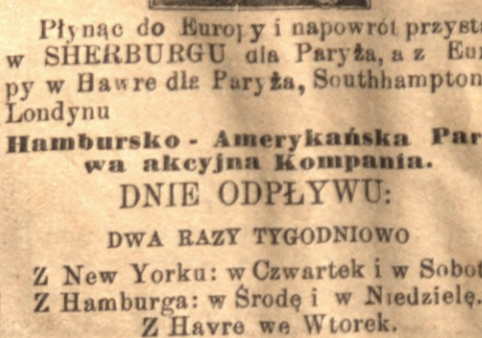 Płynąc do Europy i napowrót przyst
w SHERBURGU dla Paryża, a z Eu
py w Hawre dla Paryża, Southhampton
Londynu
Hambursko - Amerykańska Par
wa akcyjna Kompania.
DNIE ODPŁYWU:
DWA RAZY TYGODNIOWO
Z New Yorku: w Czwartek i w Sobot
Z Hamburga: w Środę i w Niedzielę.
Z Havre we Wtorek.